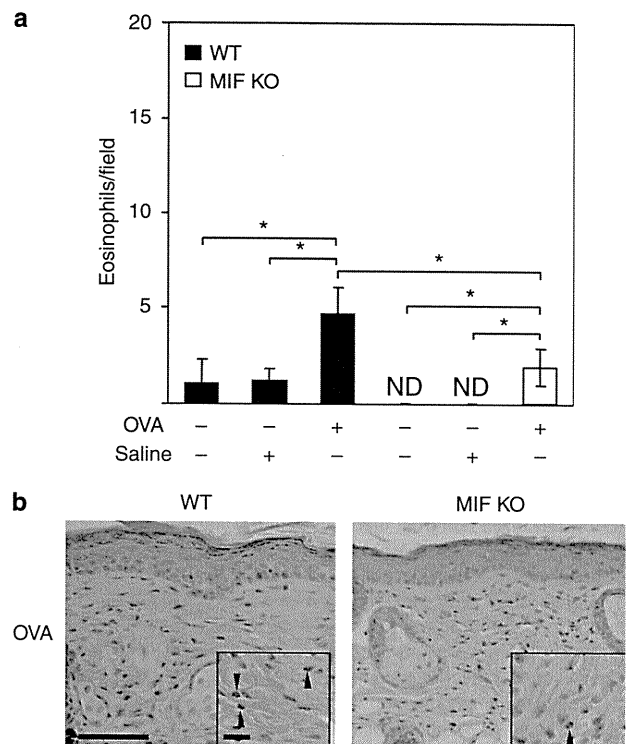 a
20
15
10
5
Eosinophils/field
WT
MIF KO
*
*
*
*
*
ND ND
OVA − − + − − +
Saline − + − − + −
b
WT MIF KO
OVA